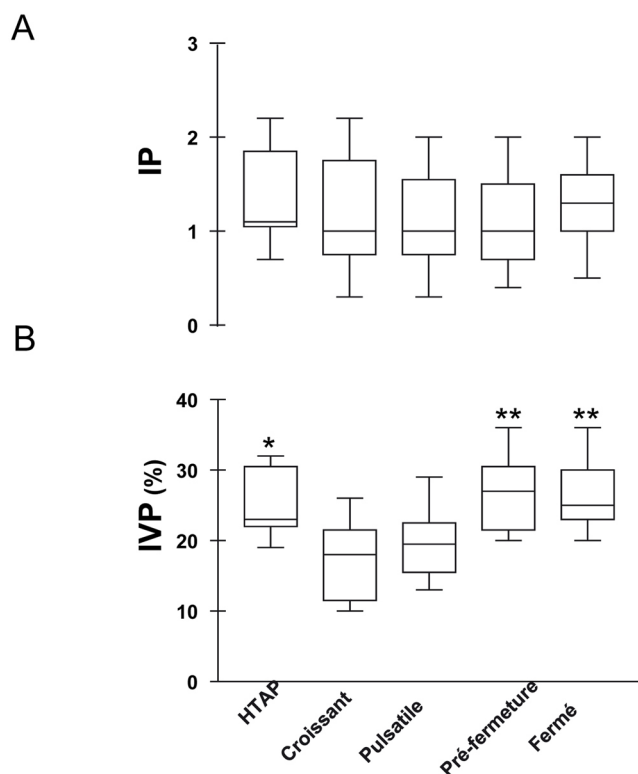 A
3
2
1
0
IP
B
40
30
20
10
0
IVP (%)
*
**
**
HTAP
Croissant
Pulsatile
Pré-fermeture
Fermé